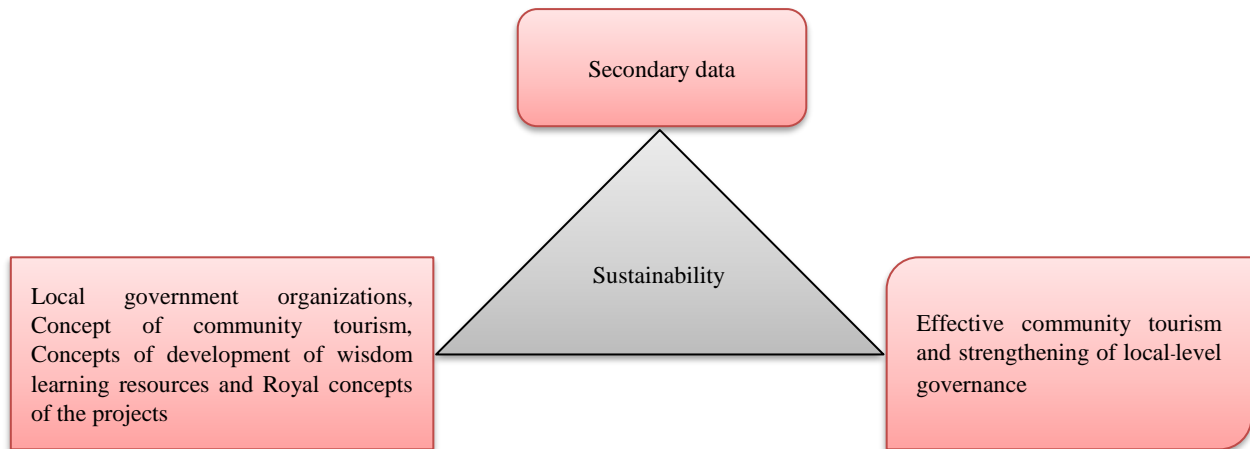 Secondary data
Sustainability
Local government organizations,
Concept of community tourism,
Concepts of development of wisdom
learning resources and Royal concepts
of the projects
Effective community tourism
and strengthening of local-level
governance